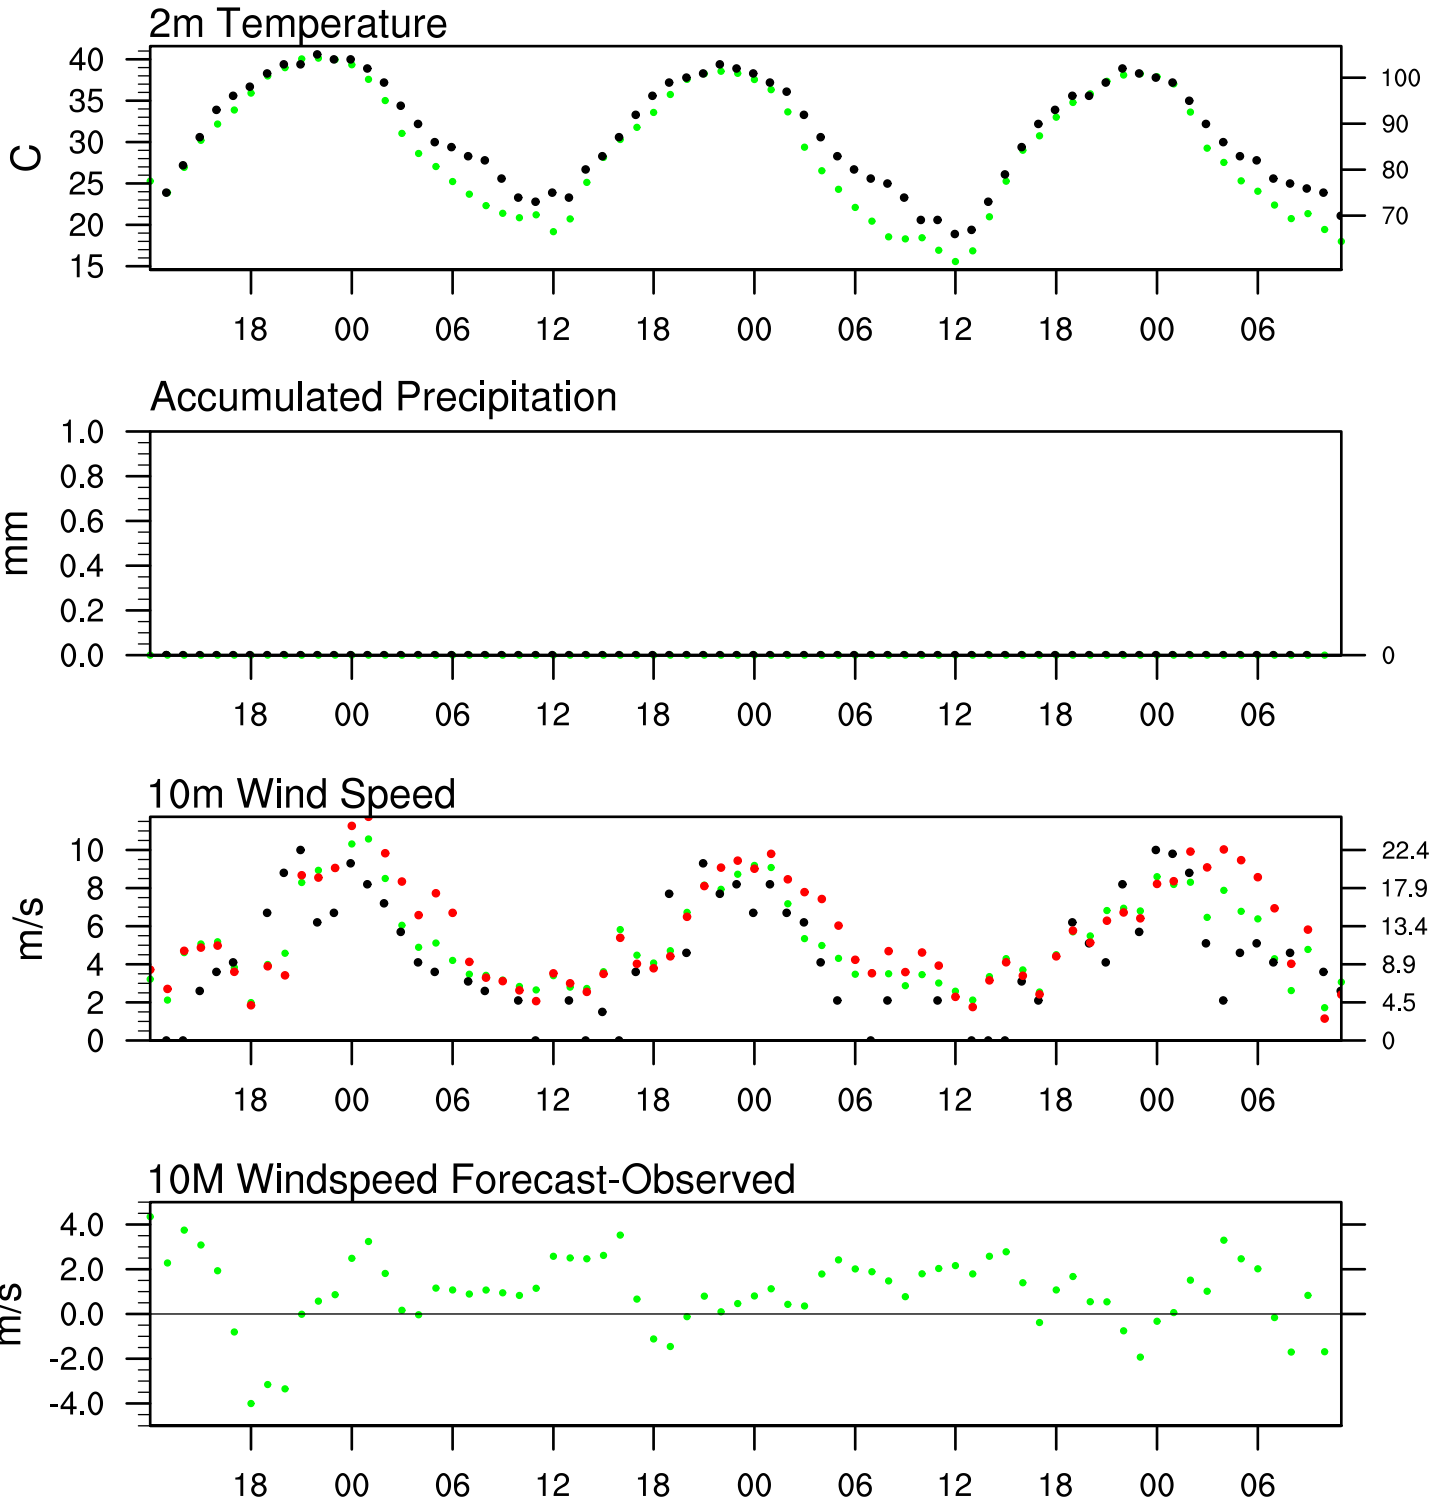 2m Temperature
40
35
30
25
20
15
C
100
90
80
70
18 00 06 12 18 00 06 12 18 00 06
Accumulated Precipitation
1.0
0.8
0.6
0.4
0.2
0.0
mm
0
18 00 06 12 18 00 06 12 18 00 06
10m Wind Speed
10
8
6
4
2
0
m/s
22.4
17.9
13.4
8.9
4.5
0
18 00 06 12 18 00 06 12 18 00 06
10M Windspeed Forecast-Observed
4.0
2.0
0.0
-2.0
-4.0
m/s
18 00 06 12 18 00 06 12 18 00 06